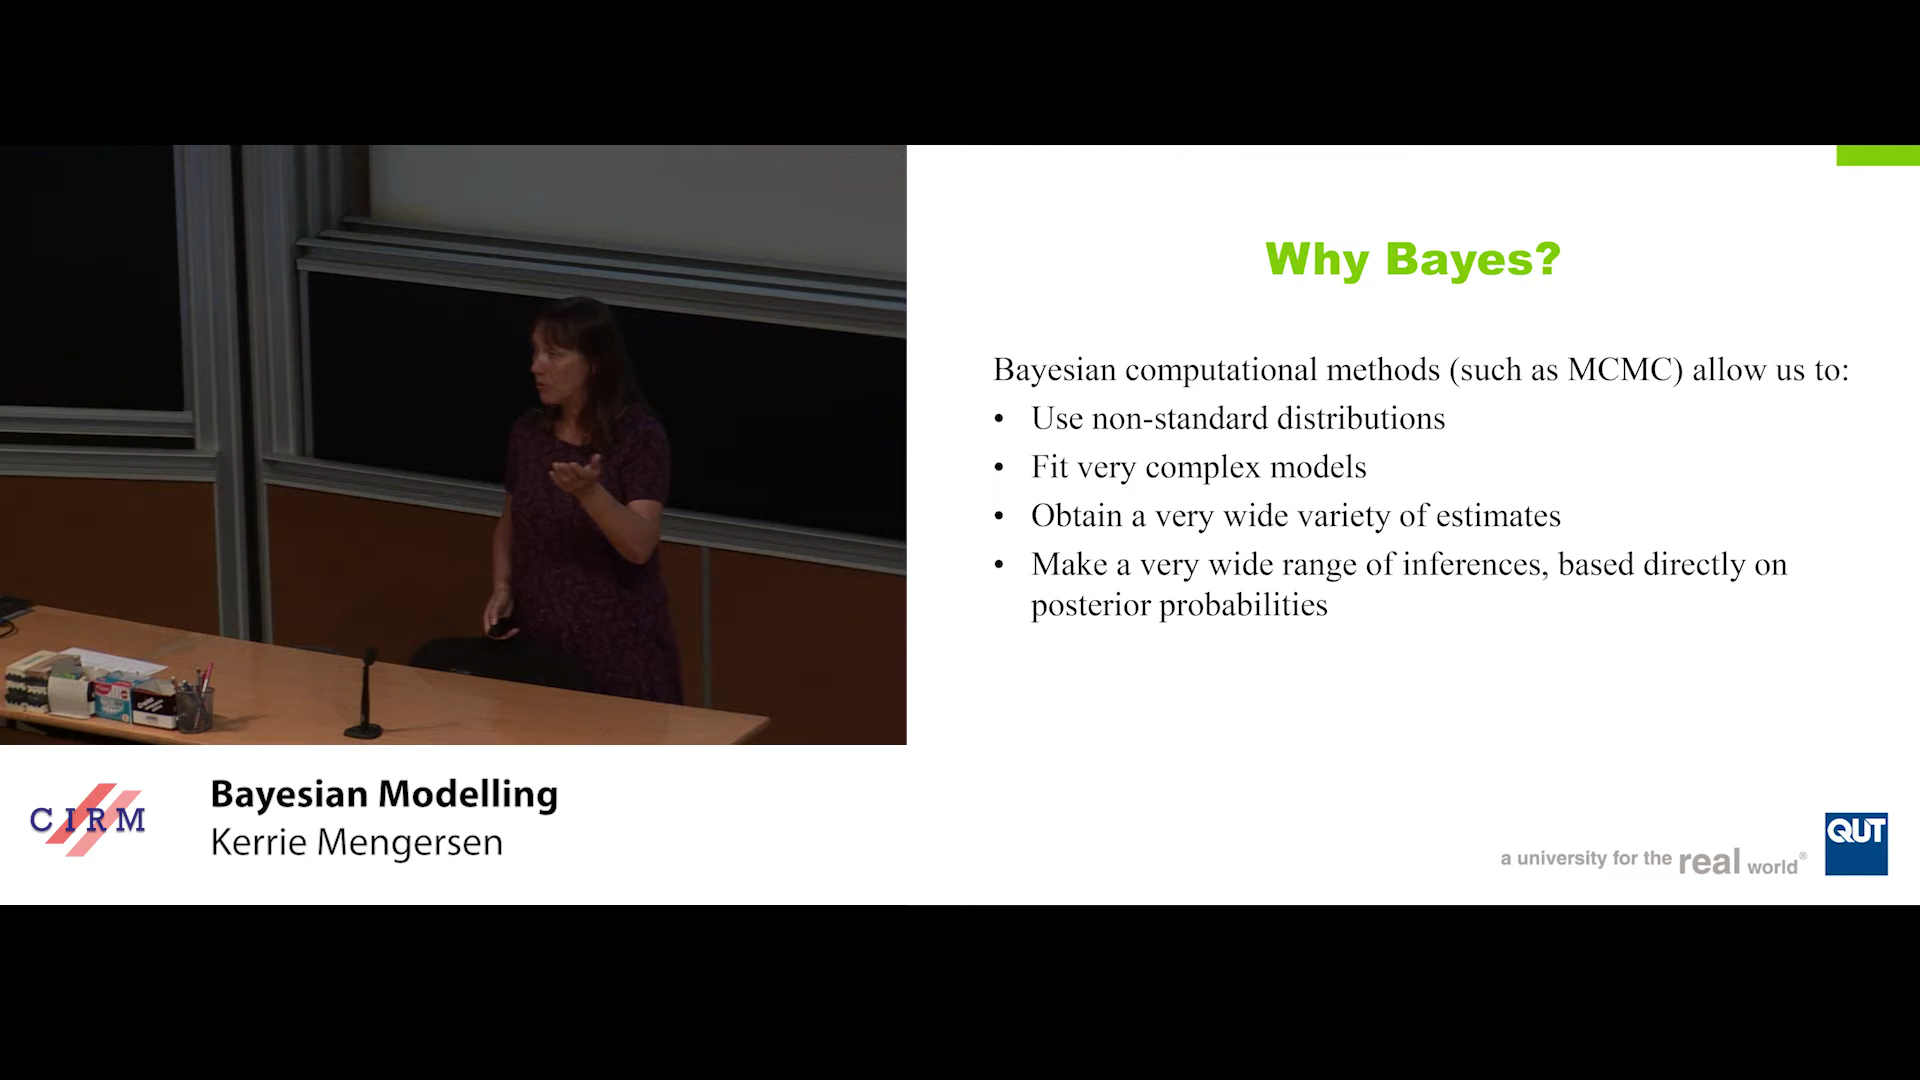 Why Bayes?
Bayesian computational methods (such as MCMC) allow us to:
• Use non-standard distributions
• Fit very complex models
• Obtain a very wide variety of estimates
• Make a very wide range of inferences, based directly on
posterior probabilities
CIRM
Bayesian Modelling
Kerrie Mengersen
a university for the real world®
QUT